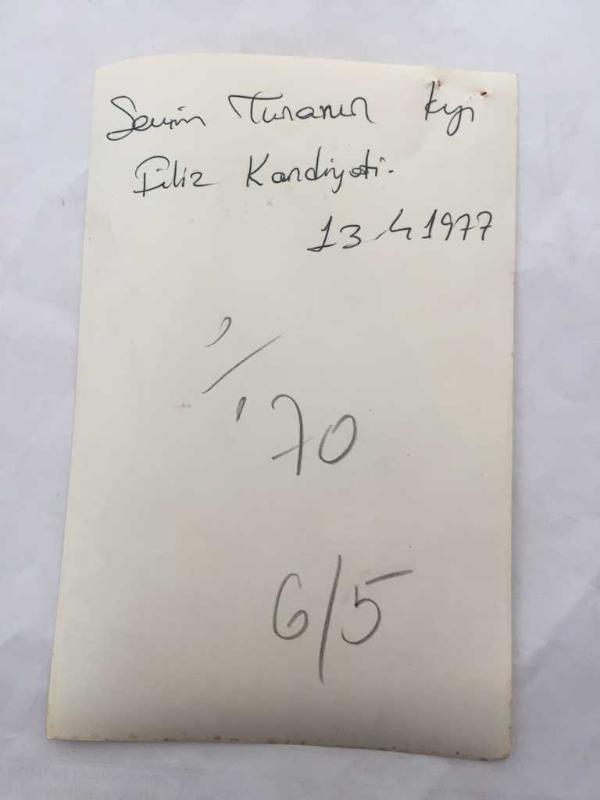 Sevim Turanın kızı
Filiz Kandiyoti.
13.4.1977
'/
'70
6/5